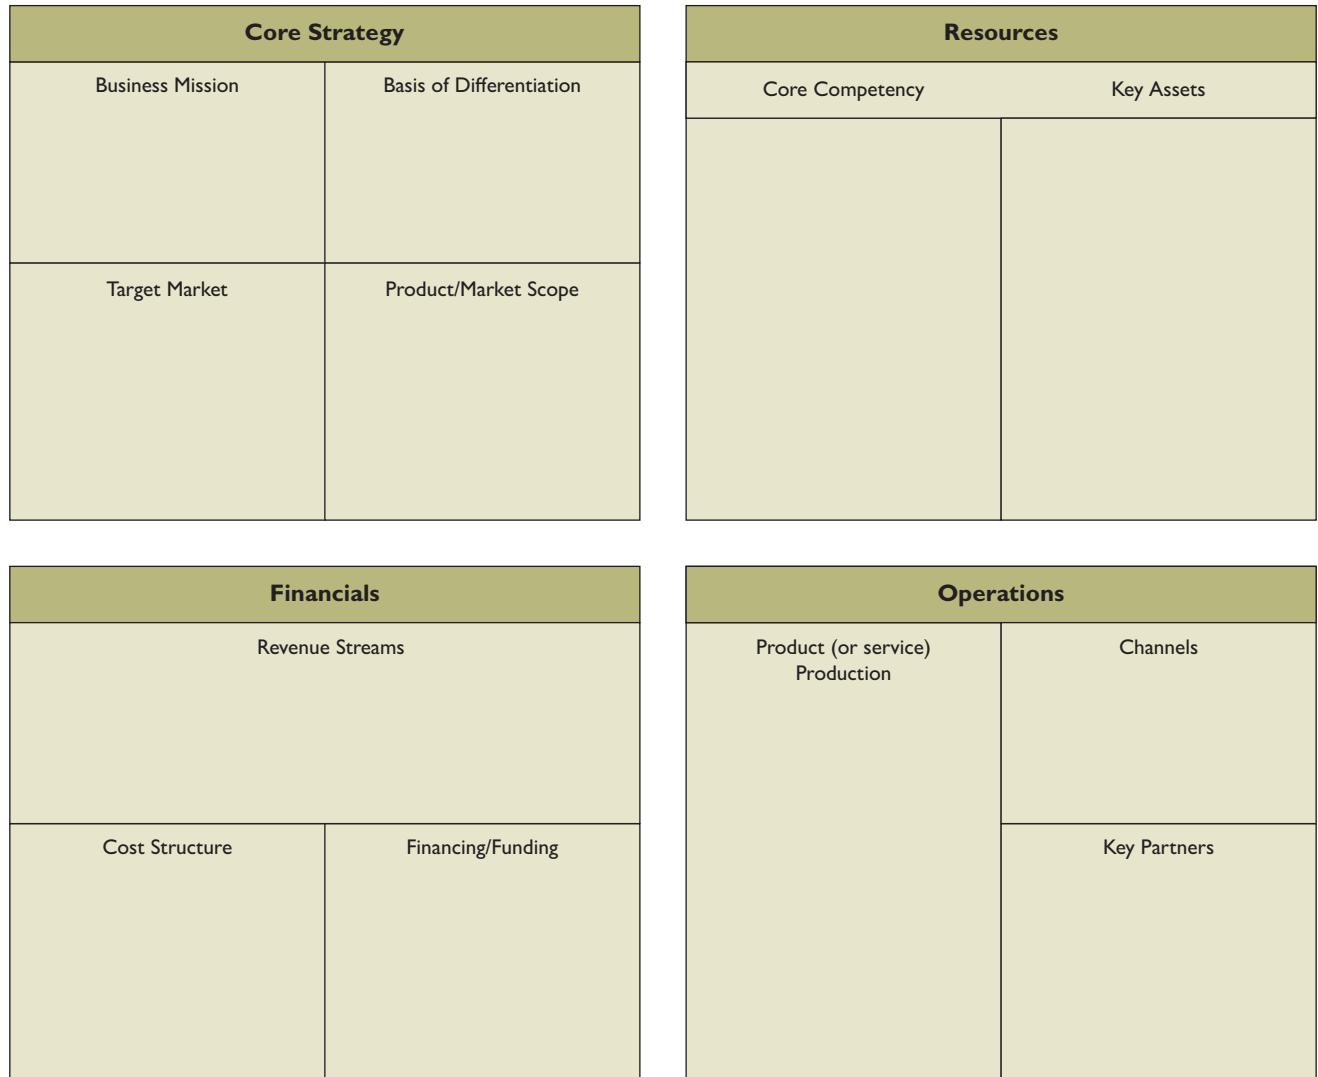 Core Strategy
Business Mission
Basis of Differentiation
Target Market
Product/Market Scope
Resources
Core Competency
Key Assets
Financials
Revenue Streams
Cost Structure
Financing/Funding
Operations
Product (or service)
Production
Channels
Key Partners